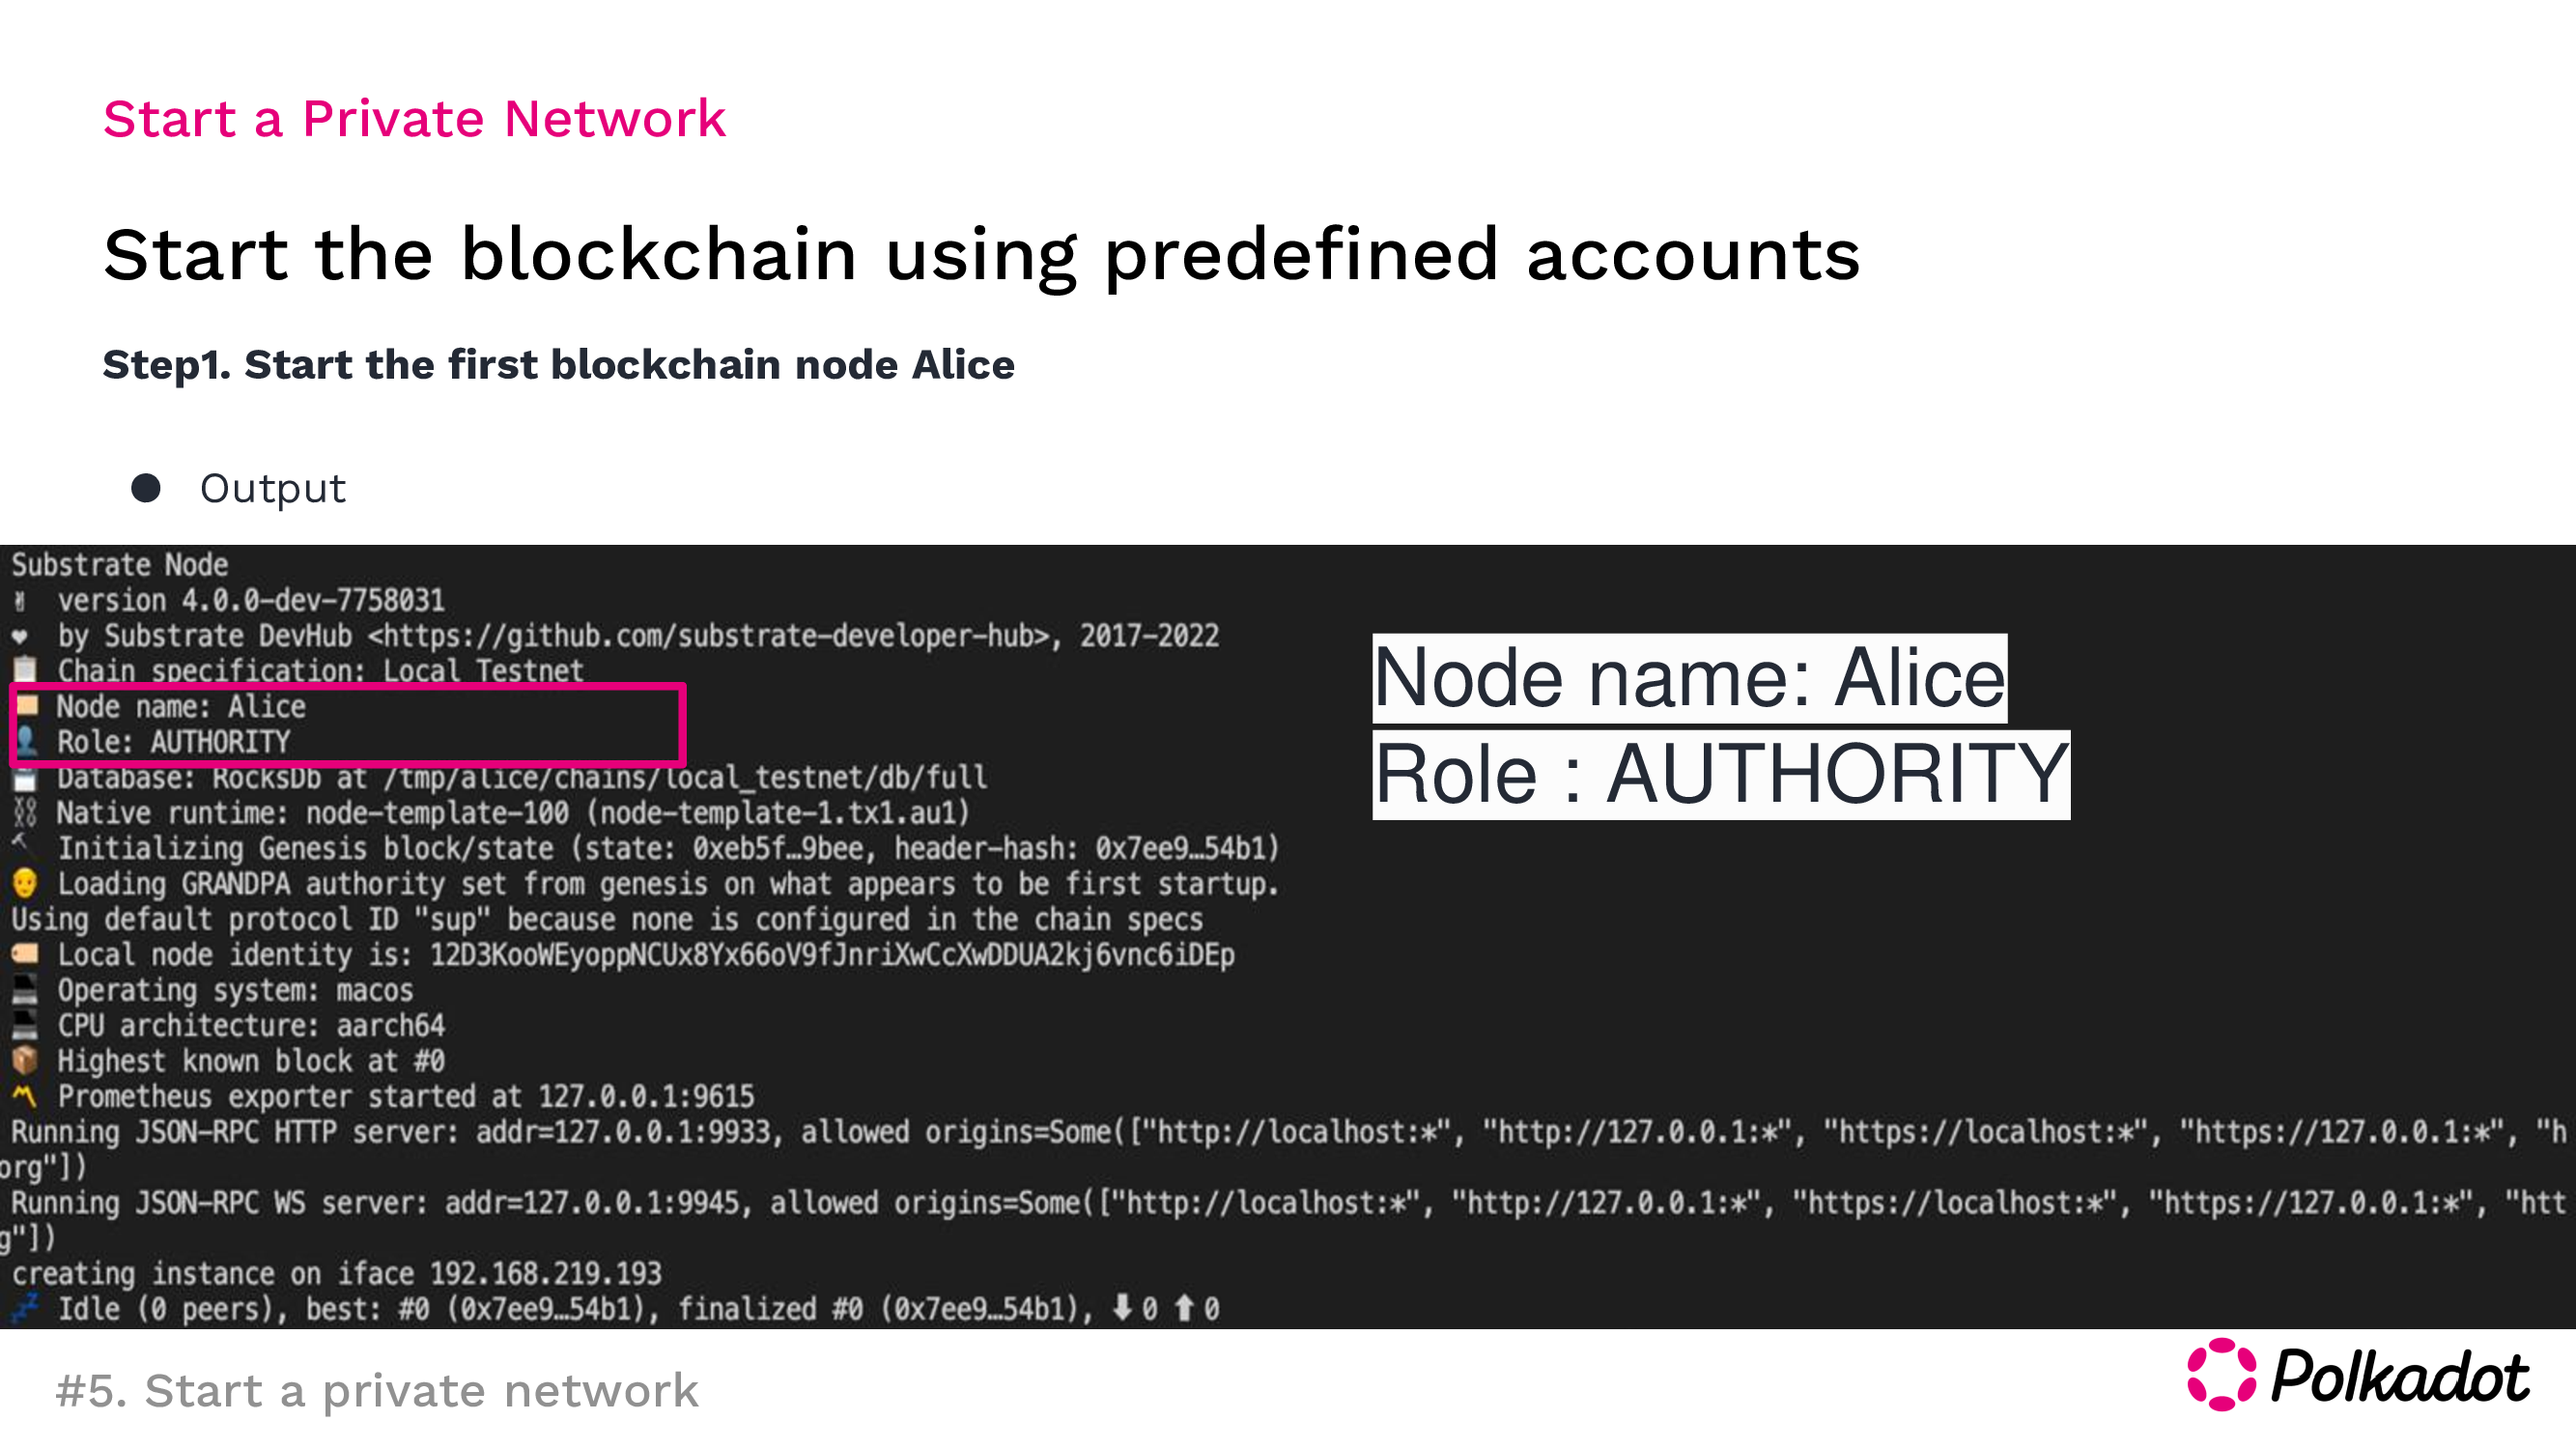 Start a Private Network
Start the blockchain using predefined accounts
Step1. Start the first blockchain node Alice
● Output
Substrate Node
✌ version 4.0.0-dev-7758031
❤ by Substrate DevHub <https://github.com/substrate-developer-hub>, 2017-2022
📋 Chain specification: Local Testnet
🏷 Node name: Alice
👤 Role: AUTHORITY
💾 Database: RocksDb at /tmp/alice/chains/local_testnet/db/full
⛓ Native runtime: node-template-100 (node-template-1.tx1.au1)
🔨 Initializing Genesis block/state (state: 0xeb5f…9bee, header-hash: 0x7ee9…54b1)
👴 Loading GRANDPA authority set from genesis on what appears to be first startup.
Using default protocol ID "sup" because none is configured in the chain specs
🏷 Local node identity is: 12D3KooWEyoppNCUx8Yx66oV9fJnriXwCcXwDDUA2kj6vnc6iDEp
💻 Operating system: macos
💻 CPU architecture: aarch64
📦 Highest known block at #0
〽 Prometheus exporter started at 127.0.0.1:9615
Running JSON-RPC HTTP server: addr=127.0.0.1:9933, allowed origins=Some(["http://localhost:*", "http://127.0.0.1:*", "https://localhost:*", "https://127.0.0.1:*", "h
org"])
Running JSON-RPC WS server: addr=127.0.0.1:9945, allowed origins=Some(["http://localhost:*", "http://127.0.0.1:*", "https://localhost:*", "https://127.0.0.1:*", "htt
g"])
creating instance on iface 192.168.219.193
💤 Idle (0 peers), best: #0 (0x7ee9…54b1), finalized #0 (0x7ee9…54b1), ⬇ 0 ⬆ 0
Node name: Alice
Role : AUTHORITY
#5. Start a private network
Polkadot